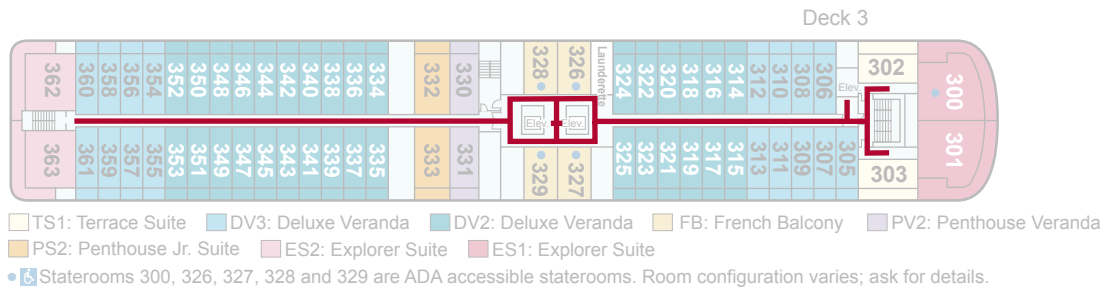 Deck 3
362 360 358 356 354 352 350 348 344 442 340 338 336 334 332 330 328 326 Launderette 324 322 320 318 316 314 312 310 308 306 Elev. 302 300
Elev. Elev.
363 361 359 357 355 353 351 349 347 345 343 339 337 335 333 331 329 327 325 323 321 319 317 315 313 311 309 307 305 303 301
TS1: Terrace Suite DV3: Deluxe Veranda DV2: Deluxe Veranda FB: French Balcony PV2: Penthouse Veranda
PS2: Penthouse Jr. Suite ES2: Explorer Suite ES1: Explorer Suite
Staterooms 300, 326, 327, 328 and 329 are ADA accessible staterooms. Room configuration varies; ask for details.